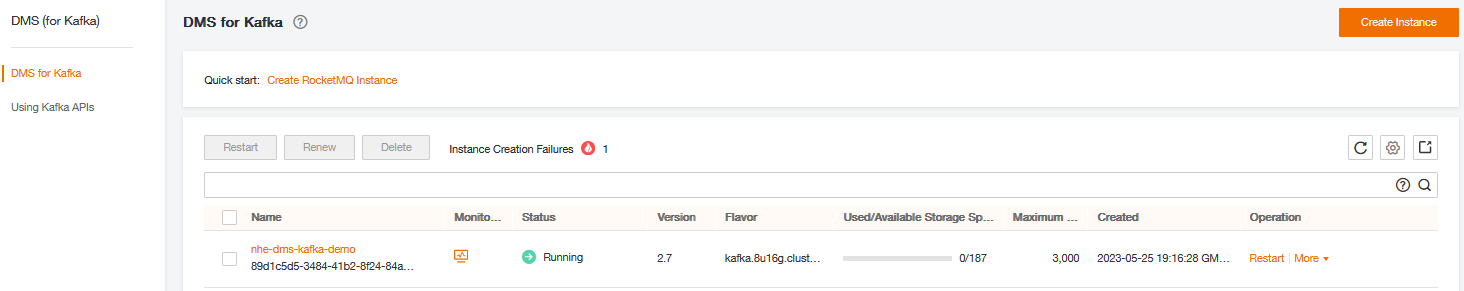 DMS (for Kafka)
DMS for Kafka
Using Kafka APIs
DMS for Kafka
Create Instance
Quick start: Create RocketMQ Instance
Restart Renew Delete Instance Creation Failures 1
Name Monito... Status Version Flavor Used/Available Storage Sp... Maximum ... Created Operation
nhe-dms-kafka-demo
89d1c5d5-3484-41b2-8f24-84a...
Running 2.7 kafka.8u16g.clust... 0/187 3,000 2023-05-25 19:16:28 GM... Restart More